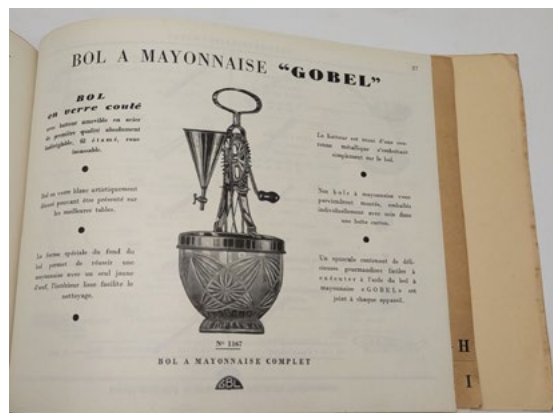 BOL A MAYONNAISE "GOBEL"
37
BOL
en verre coulé
avec batteur amovible en acier
de première qualité absolument
indéréglable, fil étamé, roue
incassable.
Bol en verre blanc artistiquement
décoré pouvant être présenté sur
les meilleures tables.
La forme spéciale du fond du
bol permet de réussir une
mayonnaise avec un seul jaune
d'œuf, l'intérieur lisse facilite le
nettoyage.
Le batteur est muni d'une cou-
ronne métallique s'emboîtant
simplement sur le bol.
Nos bols à mayonnaise vous
parviendront montés, emballés
individuellement avec soin dans
une boîte carton.
Un opuscule contenant de déli-
cieuses gourmandises faciles à
exécuter à l'aide du bol à
mayonnaise «GOBEL» est
joint à chaque appareil.
N° 1167
BOL A MAYONNAISE COMPLET
GBL
H
I